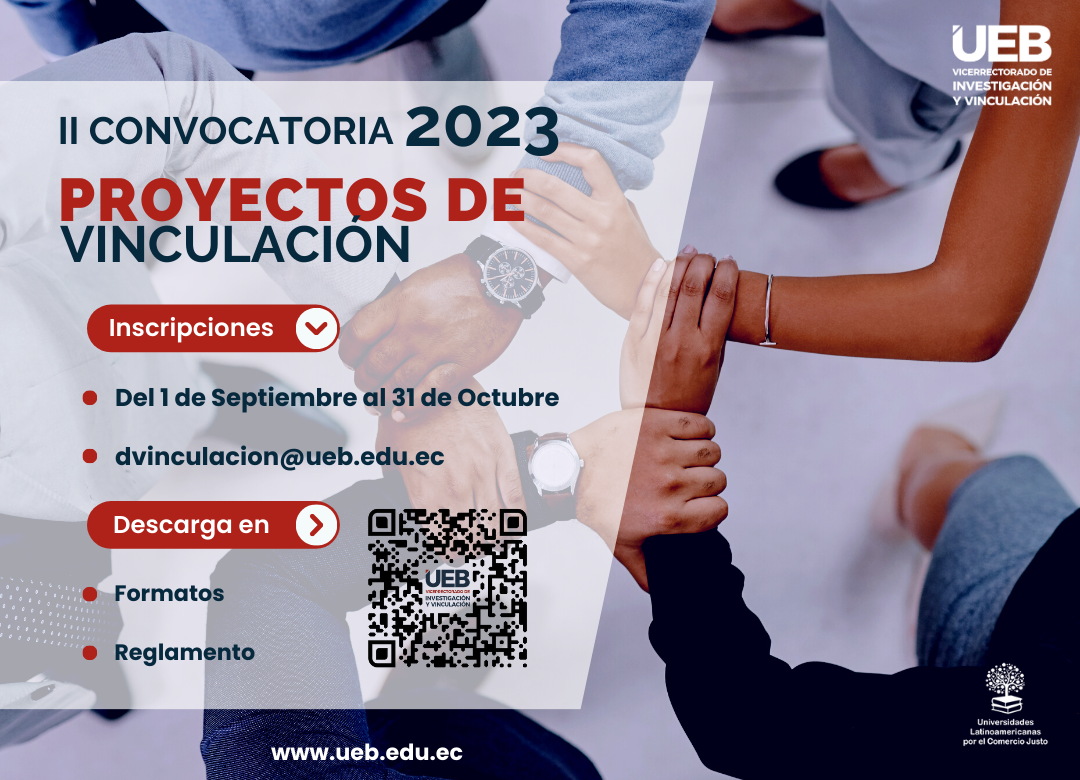 UEB
VICERRECTORADO DE
INVESTIGACIÓN
Y VINCULACIÓN
II CONVOCATORIA 2023
PROYECTOS DE
VINCULACIÓN
Inscripciones
Del 1 de Septiembre al 31 de Octubre
dvinculacion@ueb.edu.ec
Descarga en
UEB
VICERRECTORADO DE
INVESTIGACIÓN
Y VINCULACIÓN
Formatos
Reglamento
Universidades
Latinoamericanas
por el Comercio Justo
www.ueb.edu.ec